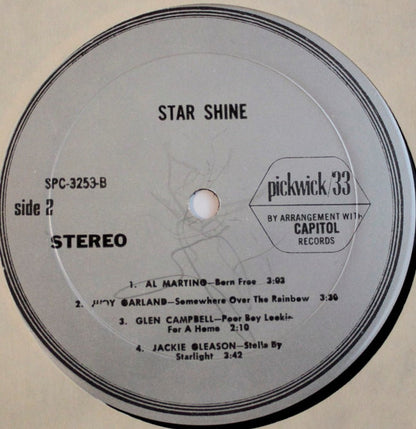 STAR SHINE
SPC-3253-B
side 2
STEREO
pickwick/33
BY ARRANGEMENT WITH
CAPITOL
RECORDS
1. AL MARTINO—Born Free 3:03
2. JUDY GARLAND—Somewhere Over The Rainbow 3:30
3. GLEN CAMPBELL—Poor Boy Lookin
For A Home 2:10
4. JACKIE GLEASON—Stella By
Starlight 3:42